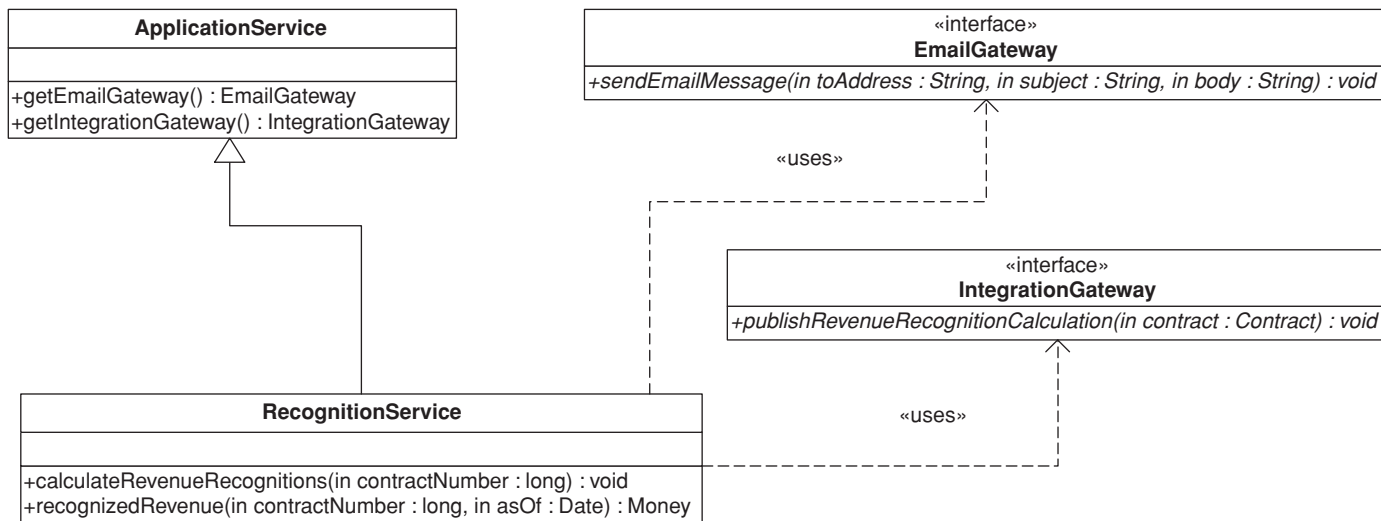 ApplicationService
+getEmailGateway() : EmailGateway
+getIntegrationGateway() : IntegrationGateway
«interface»
EmailGateway
+sendEmailMessage(in toAddress : String, in subject : String, in body : String) : void
«uses»
«interface»
IntegrationGateway
+publishRevenueRecognitionCalculation(in contract : Contract) : void
«uses»
RecognitionService
+calculateRevenueRecognitions(in contractNumber : long) : void
+recognizedRevenue(in contractNumber : long, in asOf : Date) : Money